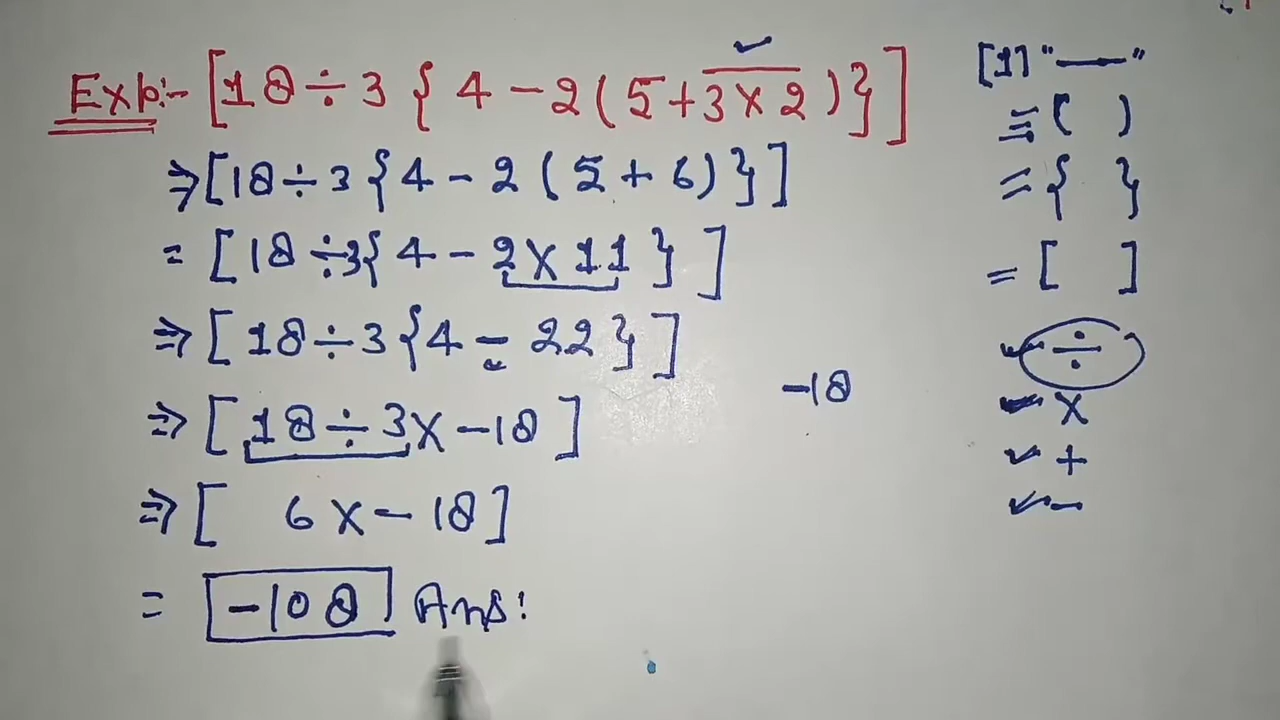 Exp:- [18÷3{4-2(5+3×2)}]
⇒[18÷3{4-2(5+6)}]
= [18÷3{4-2×11}]
⇒[18÷3{4-22}]
⇒[18÷3×-18]
⇒[ 6×-18]
= -108 Ans:
-18
[1] "—"
= ( )
= { }
= [ ]
÷
×
+
-